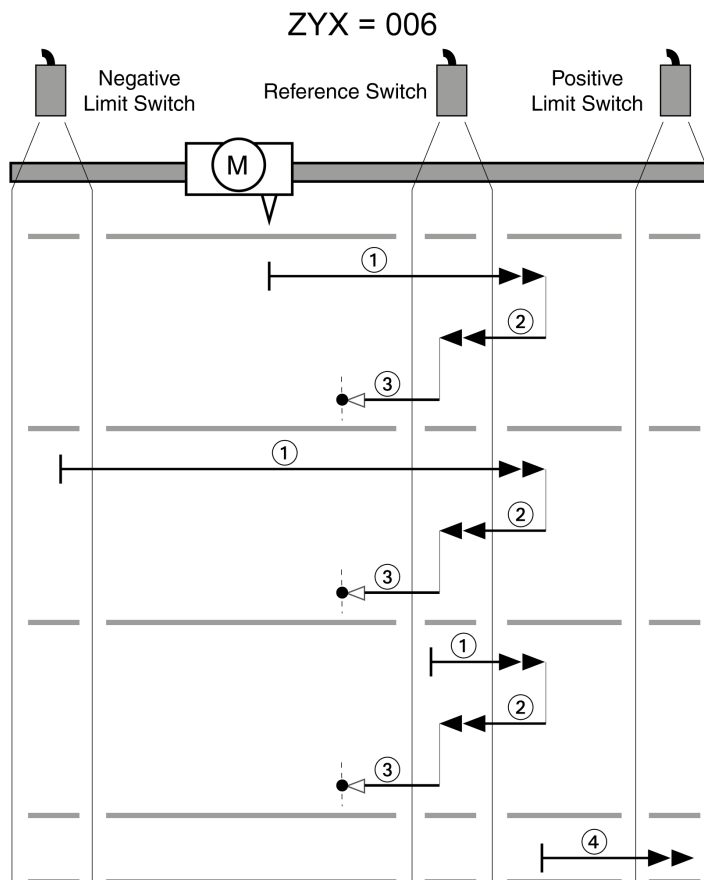 ZYX = 006
Negative
Limit Switch
Reference Switch
Positive
Limit Switch
M
1
2
3
1
2
3
1
2
3
4